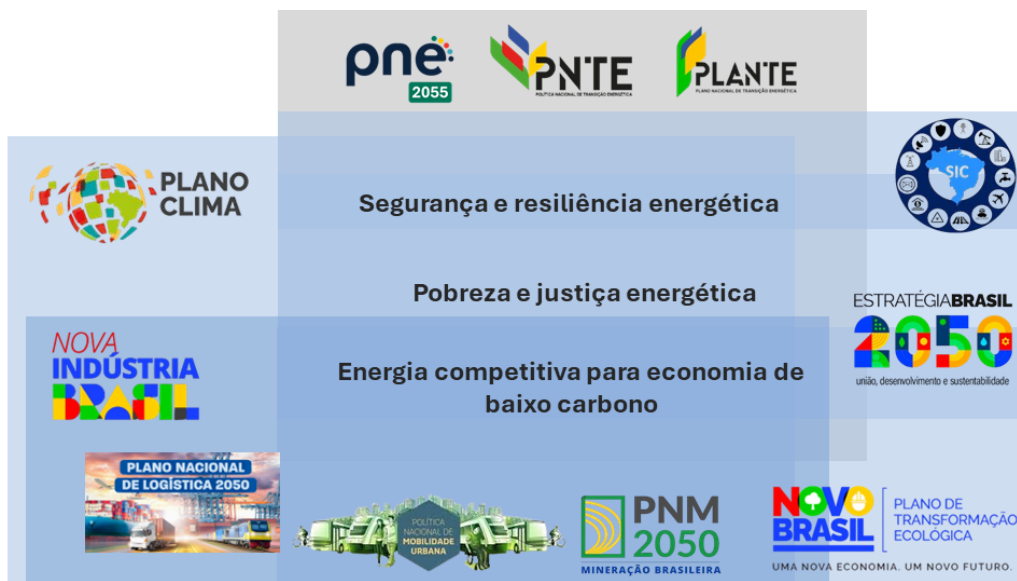 pne
2055
PNTE
POLÍTICA NACIONAL DE TRANSIÇÃO ENERGÉTICA
PLANTE
PLANO NACIONAL DE TRANSIÇÃO ENERGÉTICA
PLANO
CLIMA
SIC
Segurança e resiliência energética
Pobreza e justiça energética
ESTRATÉGIABRASIL
2050
união, desenvolvimento e sustentabilidade
NOVA
INDÚSTRIA
BRASIL
Energia competitiva para economia de
baixo carbono
PLANO NACIONAL
DE LOGÍSTICA 2050
POLÍTICA
NACIONAL DE
MOBILIDADE
URBANA
PNM
2050
MINERAÇÃO BRASILEIRA
NOVO
BRASIL
PLANO DE
TRANSFORMAÇÃO
ECOLÓGICA
UMA NOVA ECONOMIA. UM NOVO FUTURO.